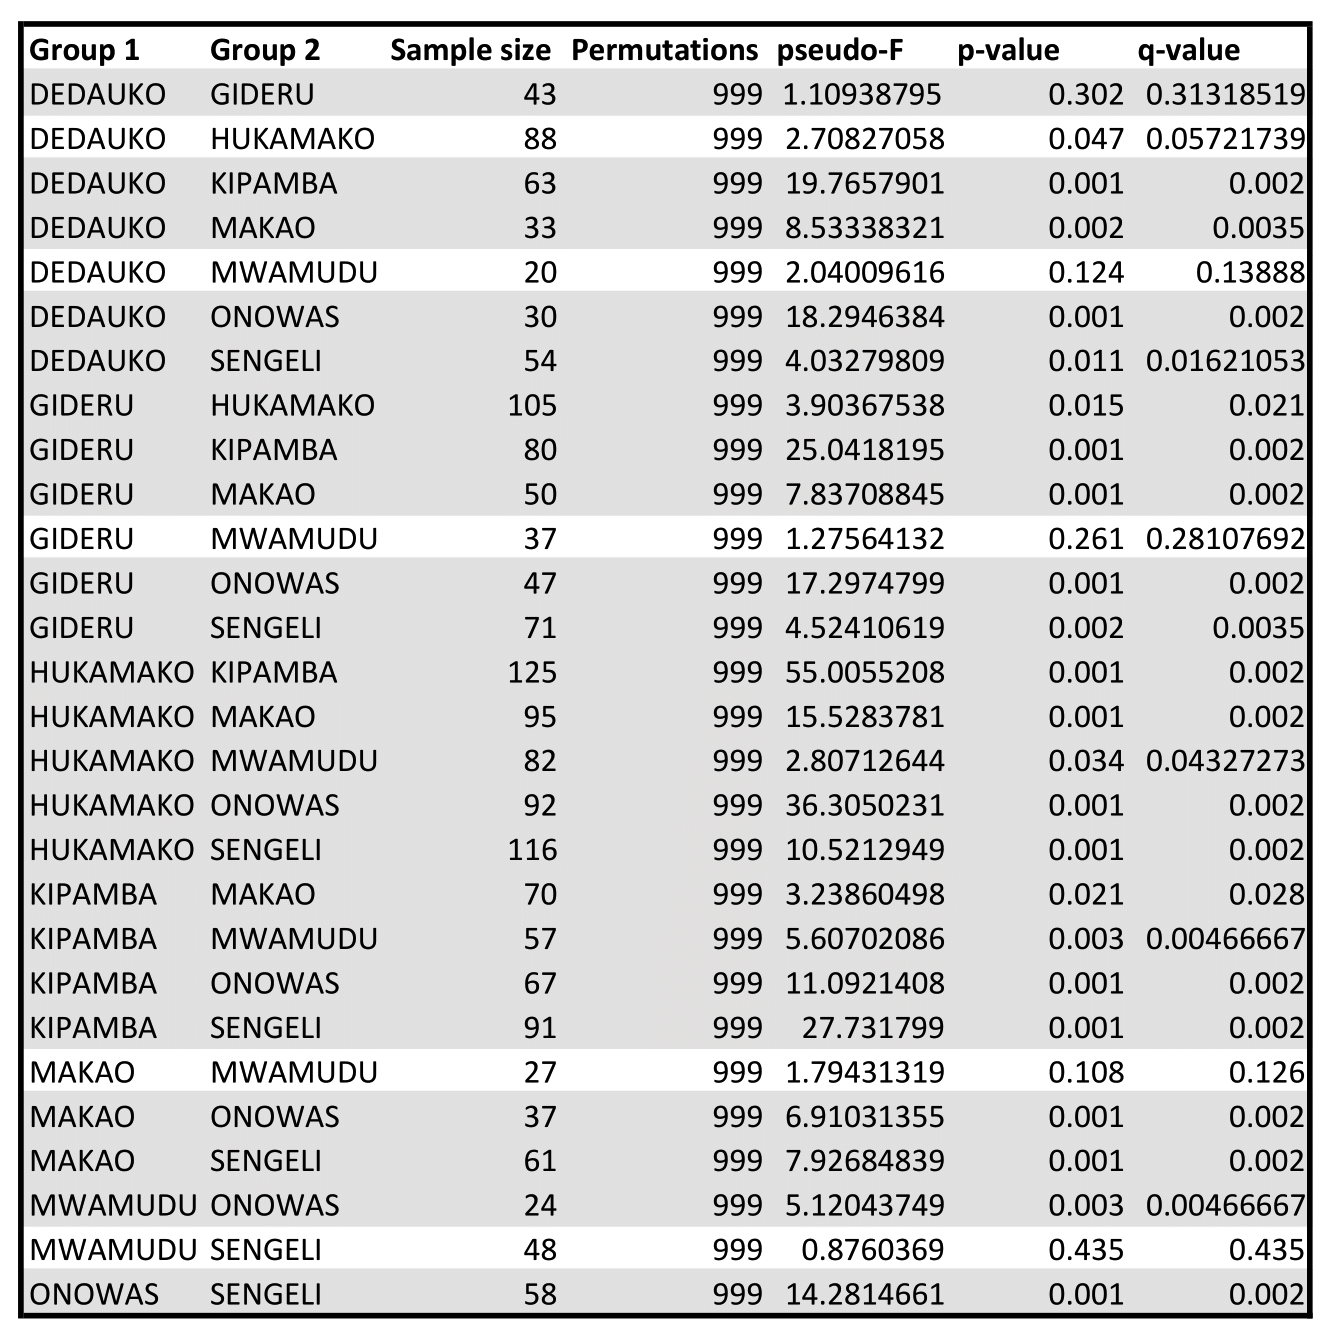 Group 1 Group 2 Sample size Permutations pseudo-F p-value q-value
DEDAUKO GIDERU 43 999 1.10938795 0.302 0.31318519
DEDAUKO HUKAMAKO 88 999 2.70827058 0.047 0.05721739
DEDAUKO KIPAMBA 63 999 19.7657901 0.001 0.002
DEDAUKO MAKAO 33 999 8.53338321 0.002 0.0035
DEDAUKO MWAMUDU 20 999 2.04009616 0.124 0.13888
DEDAUKO ONOWAS 30 999 18.2946384 0.001 0.002
DEDAUKO SENGELI 54 999 4.03279809 0.011 0.01621053
GIDERU HUKAMAKO 105 999 3.90367538 0.015 0.021
GIDERU KIPAMBA 80 999 25.0418195 0.001 0.002
GIDERU MAKAO 50 999 7.83708845 0.001 0.002
GIDERU MWAMUDU 37 999 1.27564132 0.261 0.28107692
GIDERU ONOWAS 47 999 17.2974799 0.001 0.002
GIDERU SENGELI 71 999 4.52410619 0.002 0.0035
HUKAMAKO KIPAMBA 125 999 55.0055208 0.001 0.002
HUKAMAKO MAKAO 95 999 15.5283781 0.001 0.002
HUKAMAKO MWAMUDU 82 999 2.80712644 0.034 0.04327273
HUKAMAKO ONOWAS 92 999 36.3050231 0.001 0.002
HUKAMAKO SENGELI 116 999 10.5212949 0.001 0.002
KIPAMBA MAKAO 70 999 3.23860498 0.021 0.028
KIPAMBA MWAMUDU 57 999 5.60702086 0.003 0.00466667
KIPAMBA ONOWAS 67 999 11.0921408 0.001 0.002
KIPAMBA SENGELI 91 999 27.731799 0.001 0.002
MAKAO MWAMUDU 27 999 1.79431319 0.108 0.126
MAKAO ONOWAS 37 999 6.91031355 0.001 0.002
MAKAO SENGELI 61 999 7.92684839 0.001 0.002
MWAMUDU ONOWAS 24 999 5.12043749 0.003 0.00466667
MWAMUDU SENGELI 48 999 0.8760369 0.435 0.435
ONOWAS SENGELI 58 999 14.2814661 0.001 0.002